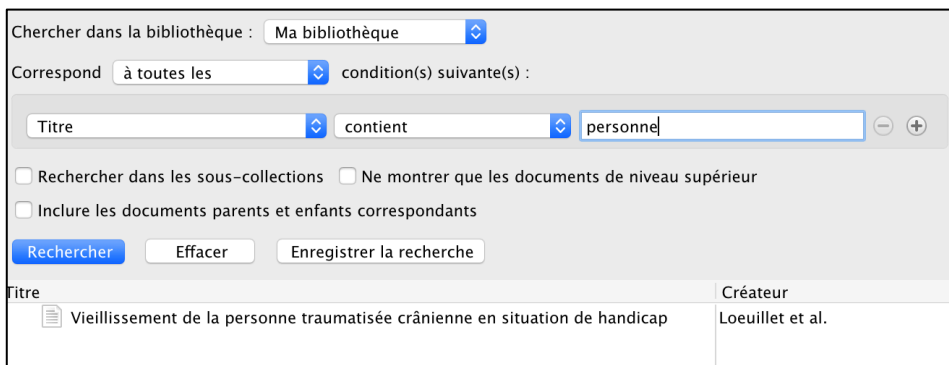 Chercher dans la bibliothèque : Ma bibliothèque
Correspond à toutes les condition(s) suivante(s) :
Titre contient personne
Rechercher dans les sous-collections Ne montrer que les documents de niveau supérieur
Inclure les documents parents et enfants correspondants
Rechercher Effacer Enregistrer la recherche
Titre Créateur
Vieillissement de la personne traumatisée crânienne en situation de handicap Loeuillet et al.